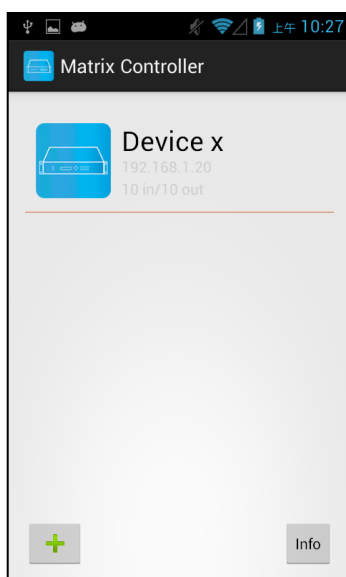 上午 10:27
Matrix Controller
Device x
192.168.1.20
10 in/10 out
Info